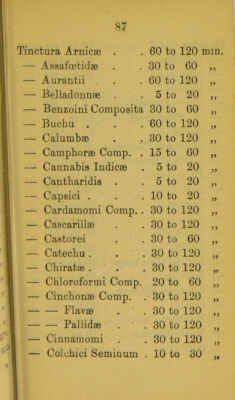 87
Tinctura Arnicæ . . 60 to 120 min.
— Assafœtidæ . 30 to 60 „
— Aurantii . 60 to 120 „
— Belladonnæ . . 5 to 20 „
— Benzoini Composita 30 to 60 „
— Buchu . . . 60 to 120 „
— Calumbæ . . 30 to 120 „
— Camphoræ Comp. . 15 to 60 „
— Cannabis Indicæ . 5 to 20 „
— Cantharidis . . 5 to 20 „
— Capsici . . . 10 to 20 „
— Cardamomi Comp. . 30 to 120 „
— Cascarillæ . . 30 to 120 „
— Castorei . . 30 to 60 „
— Catechu . . . 30 to 120 „
— Chiratæ . . . 30 to 120 „
— Chloroformi Comp. 20 to 60 „
— Cinchonæ Comp. . 30 to 120 „
— — Flavæ . 30 to 120 „
— — Pallidæ . . 30 to 120 „
— Cinnamomi . . 30 to 120 „
— Colchici Seminum . 10 to 30 „